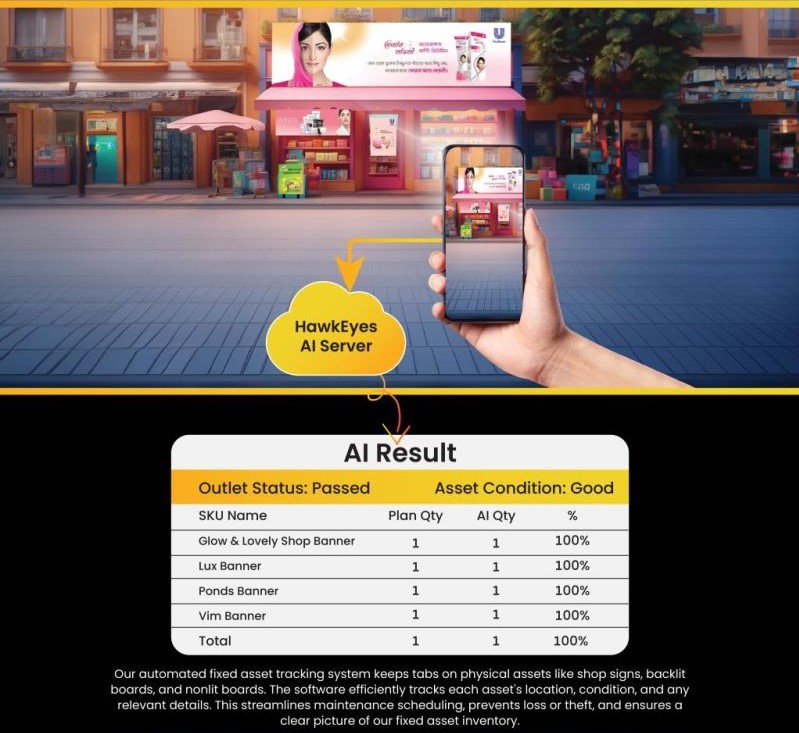 Unilever
HawkEyes
AI Server
AI Result
Outlet Status: Passed Asset Condition: Good
SKU Name Plan Qty AI Qty %
Glow & Lovely Shop Banner 1 1 100%
Lux Banner 1 1 100%
Ponds Banner 1 1 100%
Vim Banner 1 1 100%
Total 1 1 100%
Our automated fixed asset tracking system keeps tabs on physical assets like shop signs, backlit
boards, and nonlit boards. The software efficiently tracks each asset's location, condition, and any
relevant details. This streamlines maintenance scheduling, prevents loss or theft, and ensures a
clear picture of our fixed asset inventory.